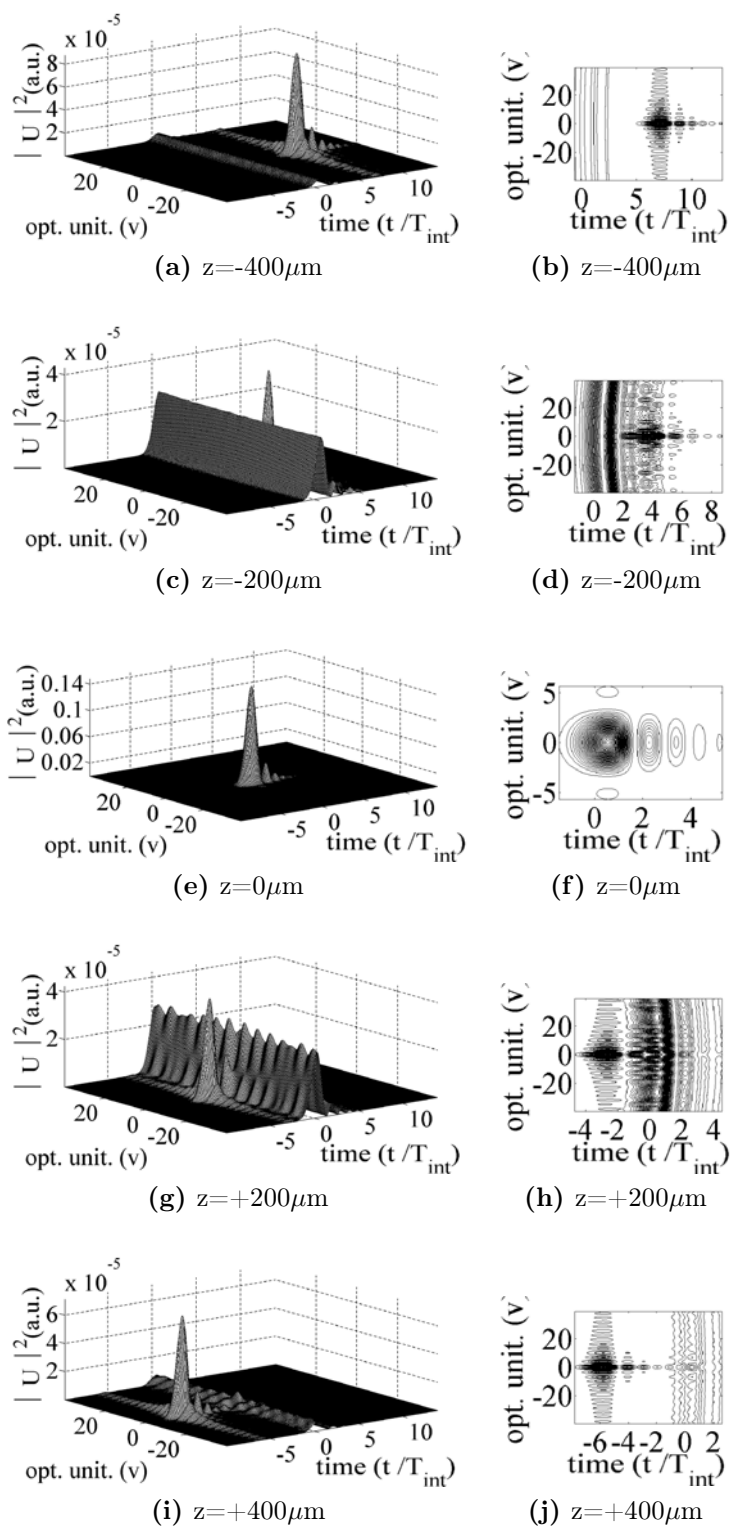 x 10^-5
| U |^2(a.u.)
8
6
4
2
20
0
-20
opt. unit. (v)
-5
0
5
10
time (t /T_int)
(a) z=-400μm
opt. unit. (v)
20
0
-20
0
5
10
time (t /T_int)
(b) z=-400μm
x 10^-5
| U |^2(a.u.)
4
2
20
0
-20
opt. unit. (v)
-5
0
5
10
time (t /T_int)
(c) z=-200μm
opt. unit. (v)
20
0
-20
0 2 4 6 8
time (t /T_int)
(d) z=-200μm
| U |^2(a.u.)
0.14
0.1
0.06
0.02
20
0
-20
opt. unit. (v)
-5
0
5
10
time (t /T_int)
(e) z=0μm
opt. unit. (v)
5
0
-5
0 2 4
time (t /T_int)
(f) z=0μm
x 10^-5
| U |^2(a.u.)
4
2
20
0
-20
opt. unit. (v)
-5
0
5
10
time (t /T_int)
(g) z=+200μm
opt. unit. (v)
20
0
-20
-4 -2 0 2 4
time (t /T_int)
(h) z=+200μm
x 10^-5
| U |^2(a.u.)
6
4
2
20
0
-20
opt. unit. (v)
-5
0
5
10
time (t /T_int)
(i) z=+400μm
opt. unit. (v)
20
0
-20
-6 -4 -2 0 2
time (t /T_int)
(j) z=+400μm